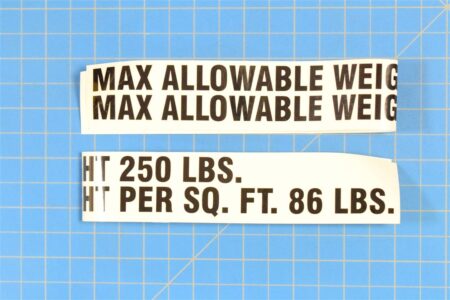 MAX ALLOWABLE WEIG
MAX ALLOWABLE WEIG
HT 250 LBS.
HT PER SQ. FT. 86 LBS.